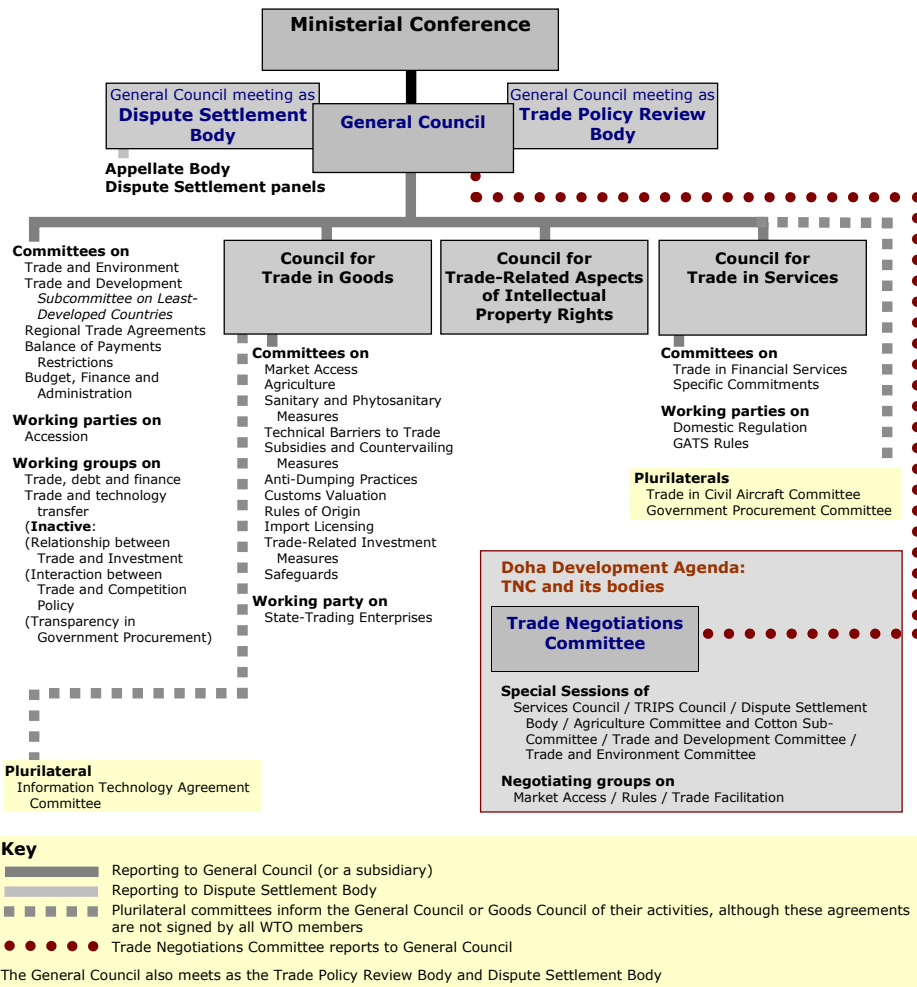 Ministerial Conference
General Council meeting as
Dispute Settlement
Body
General Council
General Council meeting as
Trade Policy Review
Body
Appellate Body
Dispute Settlement panels
Committees on
Trade and Environment
Trade and Development
Subcommittee on Least-
Developed Countries
Regional Trade Agreements
Balance of Payments
Restrictions
Budget, Finance and
Administration
Working parties on
Accession
Working groups on
Trade, debt and finance
Trade and technology
transfer
(Inactive:
(Relationship between
Trade and Investment
(Interaction between
Trade and Competition
Policy
(Transparency in
Government Procurement)
Council for
Trade in Goods
Committees on
Market Access
Agriculture
Sanitary and Phytosanitary
Measures
Technical Barriers to Trade
Subsidies and Countervailing
Measures
Anti-Dumping Practices
Customs Valuation
Rules of Origin
Import Licensing
Trade-Related Investment
Measures
Safeguards
Working party on
State-Trading Enterprises
Council for
Trade-Related Aspects
of Intellectual
Property Rights
Council for
Trade in Services
Committees on
Trade in Financial Services
Specific Commitments
Working parties on
Domestic Regulation
GATS Rules
Plurilaterals
Trade in Civil Aircraft Committee
Government Procurement Committee
Doha Development Agenda:
TNC and its bodies
Trade Negotiations
Committee
Special Sessions of
Services Council / TRIPS Council / Dispute Settlement
Body / Agriculture Committee and Cotton Sub-
Committee / Trade and Development Committee /
Trade and Environment Committee
Negotiating groups on
Market Access / Rules / Trade Facilitation
Plurilateral
Information Technology Agreement
Committee
Key
Reporting to General Council (or a subsidiary)
Reporting to Dispute Settlement Body
Plurilateral committees inform the General Council or Goods Council of their activities, although these agreements
are not signed by all WTO members
Trade Negotiations Committee reports to General Council
The General Council also meets as the Trade Policy Review Body and Dispute Settlement Body